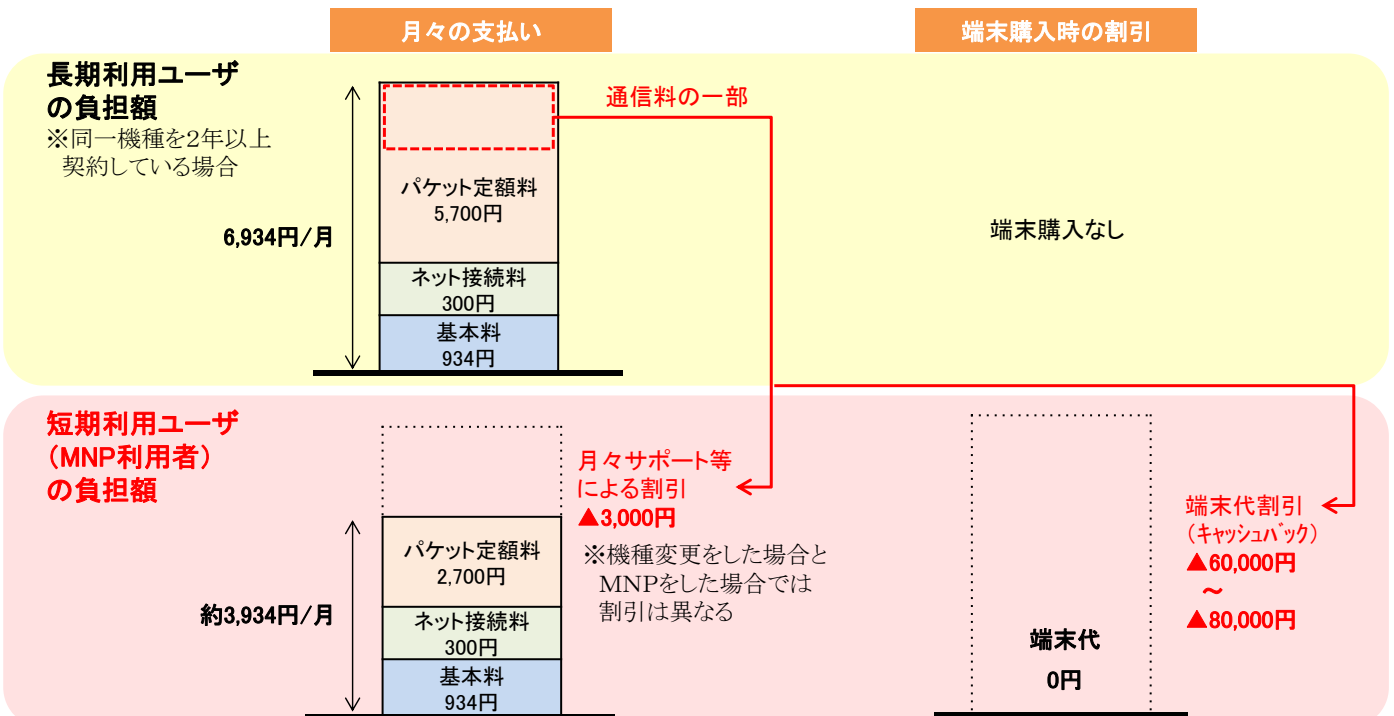 月々の支払い
端末購入時の割引
長期利用ユーザ
の負担額
※同一機種を2年以上
契約している場合
6,934円/月
通信料の一部
パケット定額料
5,700円
ネット接続料
300円
基本料
934円
端末購入なし
短期利用ユーザ
(MNP利用者)
の負担額
約3,934円/月
パケット定額料
2,700円
ネット接続料
300円
基本料
934円
月々サポート等
による割引
▲3,000円
※機種変更をした場合と
MNPをした場合では
割引は異なる
端末代
0円
端末代割引
(キャッシュバック)
▲60,000円
~
▲80,000円